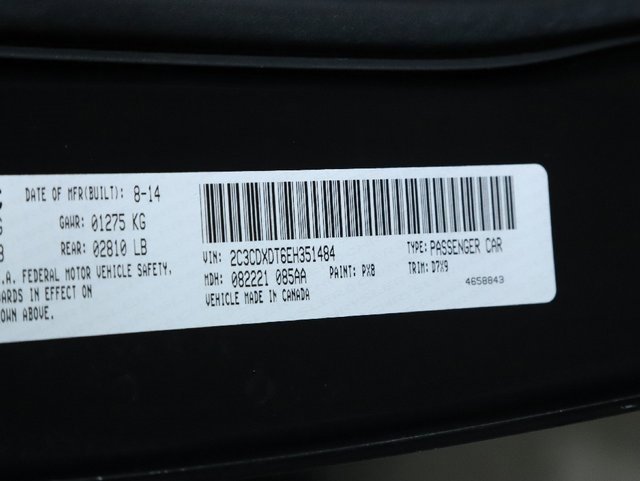 DATE OF MFR(BUILT): 8-14
GAWR: 01275 KG
REAR: 02810 LB
.A. FEDERAL MOTOR VEHICLE SAFETY,
ARDS IN EFFECT ON
OWN ABOVE.
VIN: 2C3CDXDT6EH351484
TYPE: PASSENGER CAR
MDH: 082221 085AA
PAINT: PX8
TRIM: D7X9
VEHICLE MADE IN CANADA
4658843